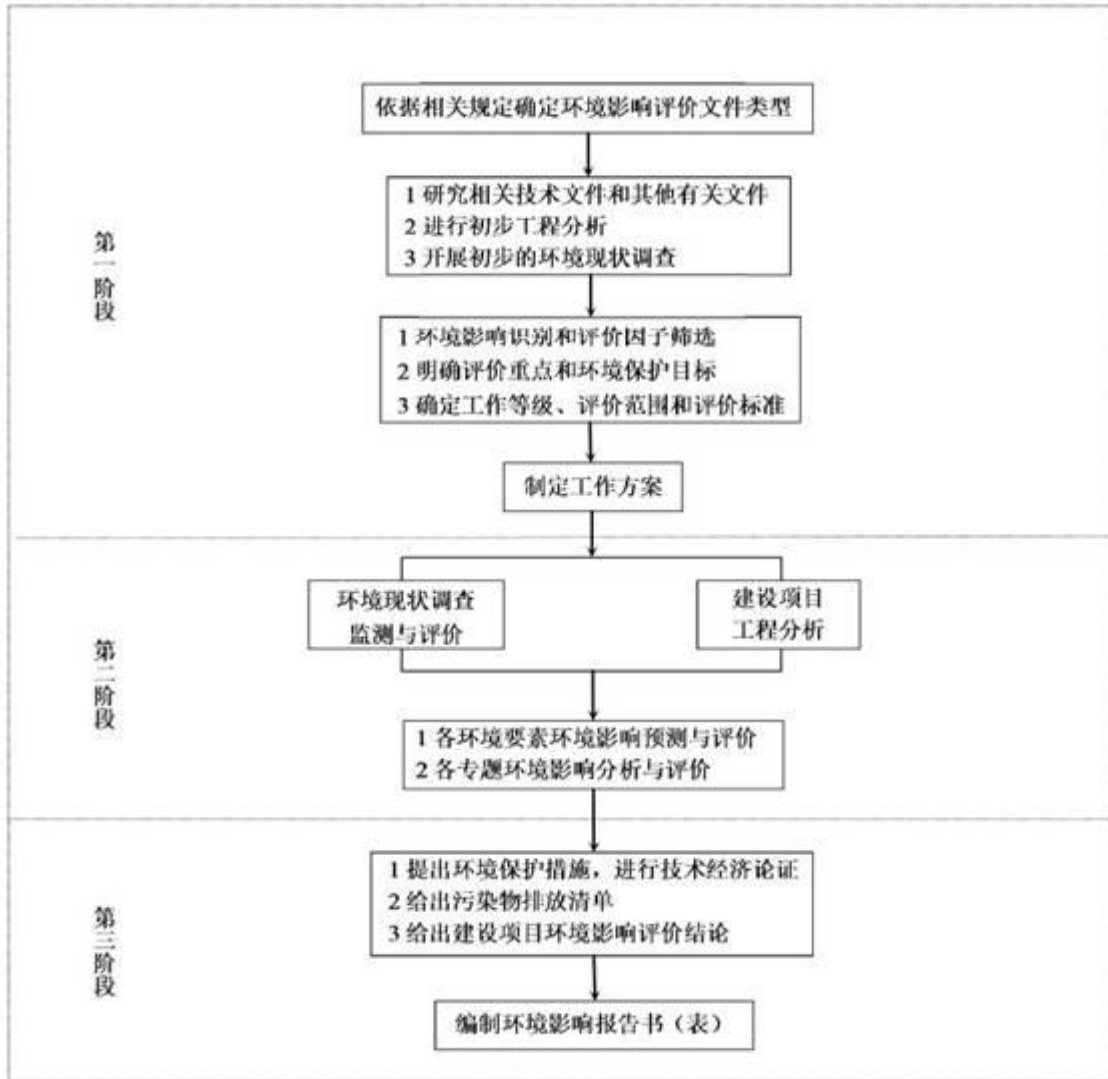 依据相关规定确定环境影响评价文件类型
1 研究相关技术文件和其他有关文件
2 进行初步工程分析
3 开展初步的环境现状调查
第一阶段
1 环境影响识别和评价因子筛选
2 明确评价重点和环境保护目标
3 确定工作等级、评价范围和评价标准
制定工作方案
环境现状调查
监测与评价
建设项目
工程分析
第二阶段
1 各环境要素环境影响预测与评价
2 各专题环境影响分析与评价
1 提出环境保护措施，进行技术经济论证
2 给出污染物排放清单
3 给出建设项目环境影响评价结论
第三阶段
编制环境影响报告书（表）